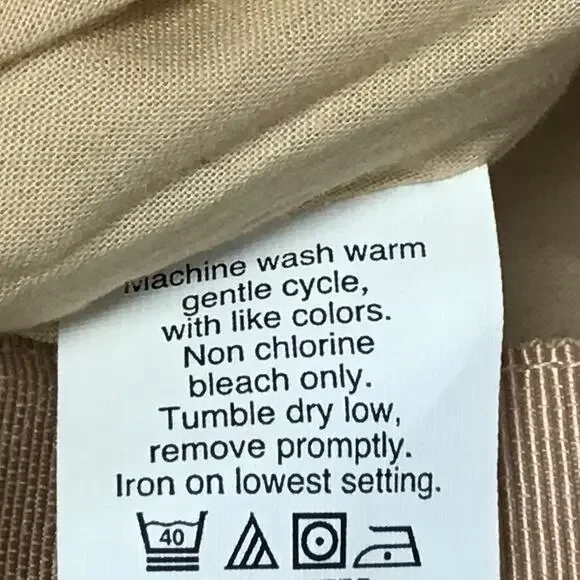 Machine wash warm
gentle cycle,
with like colors.
Non chlorine
bleach only.
Tumble dry low,
remove promptly.
Iron on lowest setting.
40